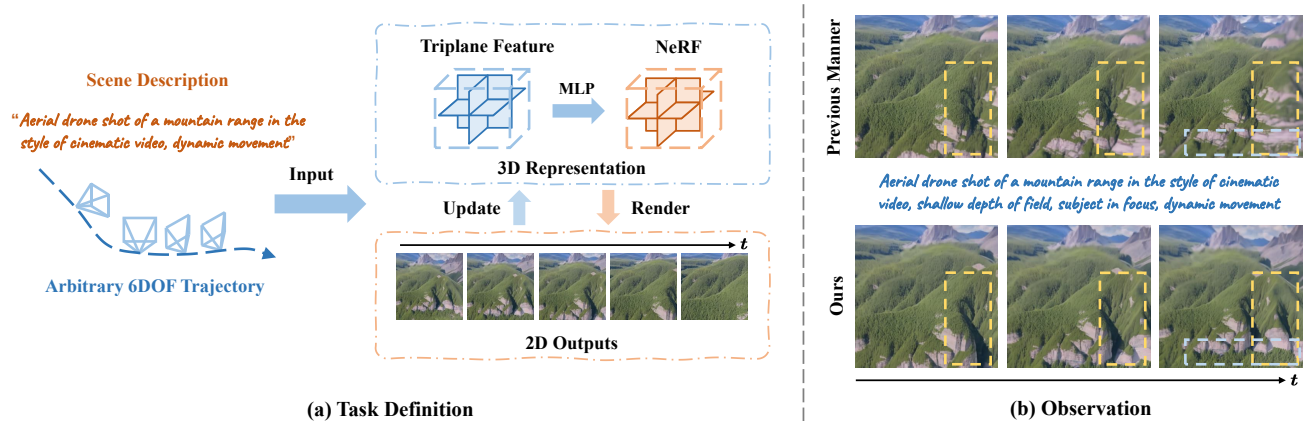 Scene Description
"Aerial drone shot of a mountain range in the
style of cinematic video, dynamic movement"
Arbitrary 6DOF Trajectory
Input
Triplane Feature
NeRF
MLP
3D Representation
Update
Render
t
2D Outputs
(a) Task Definition
Previous Manner
Aerial drone shot of a mountain range in the style of cinematic
video, shallow depth of field, subject in focus, dynamic movement
Ours
t
(b) Observation